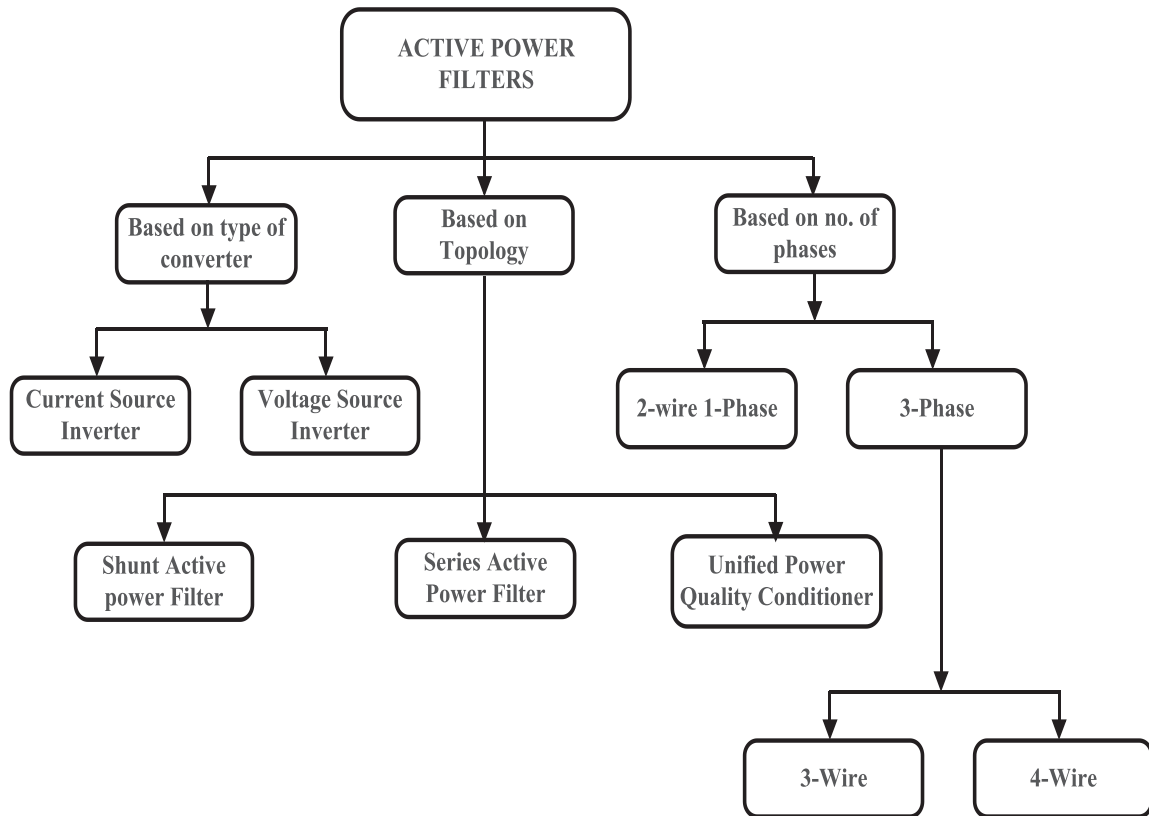 ACTIVE POWER
FILTERS
Based on type of
converter
Based on
Topology
Based on no. of
phases
Current Source
Inverter
Voltage Source
Inverter
2-wire 1-Phase
3-Phase
Shunt Active
power Filter
Series Active
Power Filter
Unified Power
Quality Conditioner
3-Wire
4-Wire